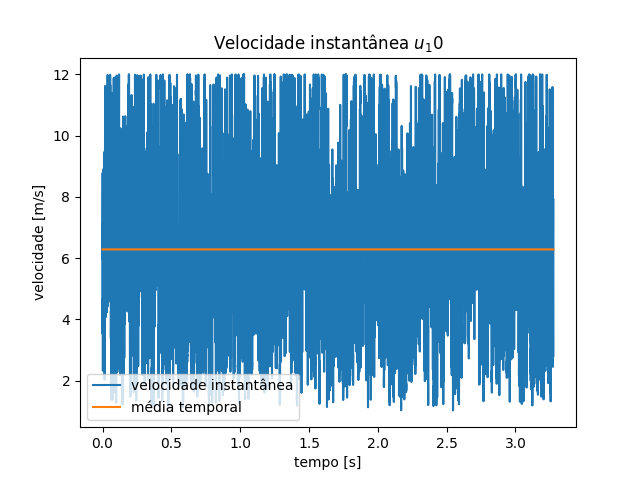 Velocidade instantânea u₁0
12
10
8
6
4
2
velocidade [m/s]
velocidade instantânea
média temporal
0.0 0.5 1.0 1.5 2.0 2.5 3.0
tempo [s]